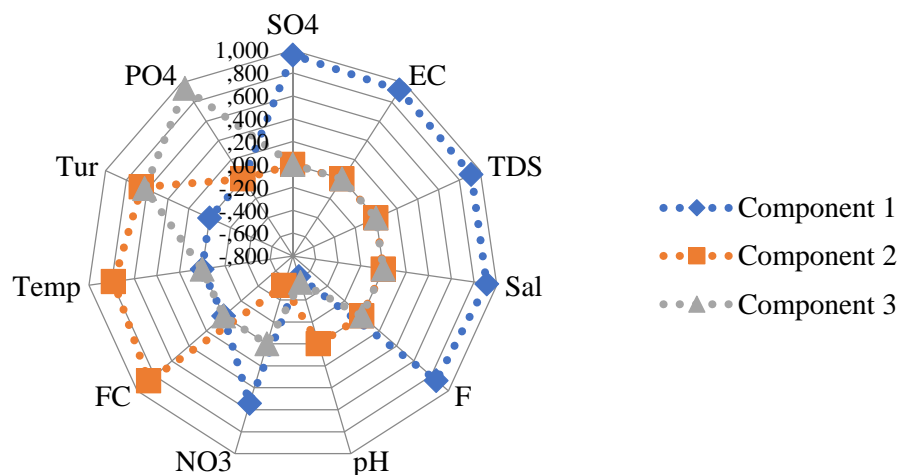 SO4
EC
TDS
Sal
F
pH
NO3
FC
Temp
Tur
PO4
1,000
,800
,600
,400
,200
,000
-,200
-,400
-,600
-,800
Component 1
Component 2
Component 3